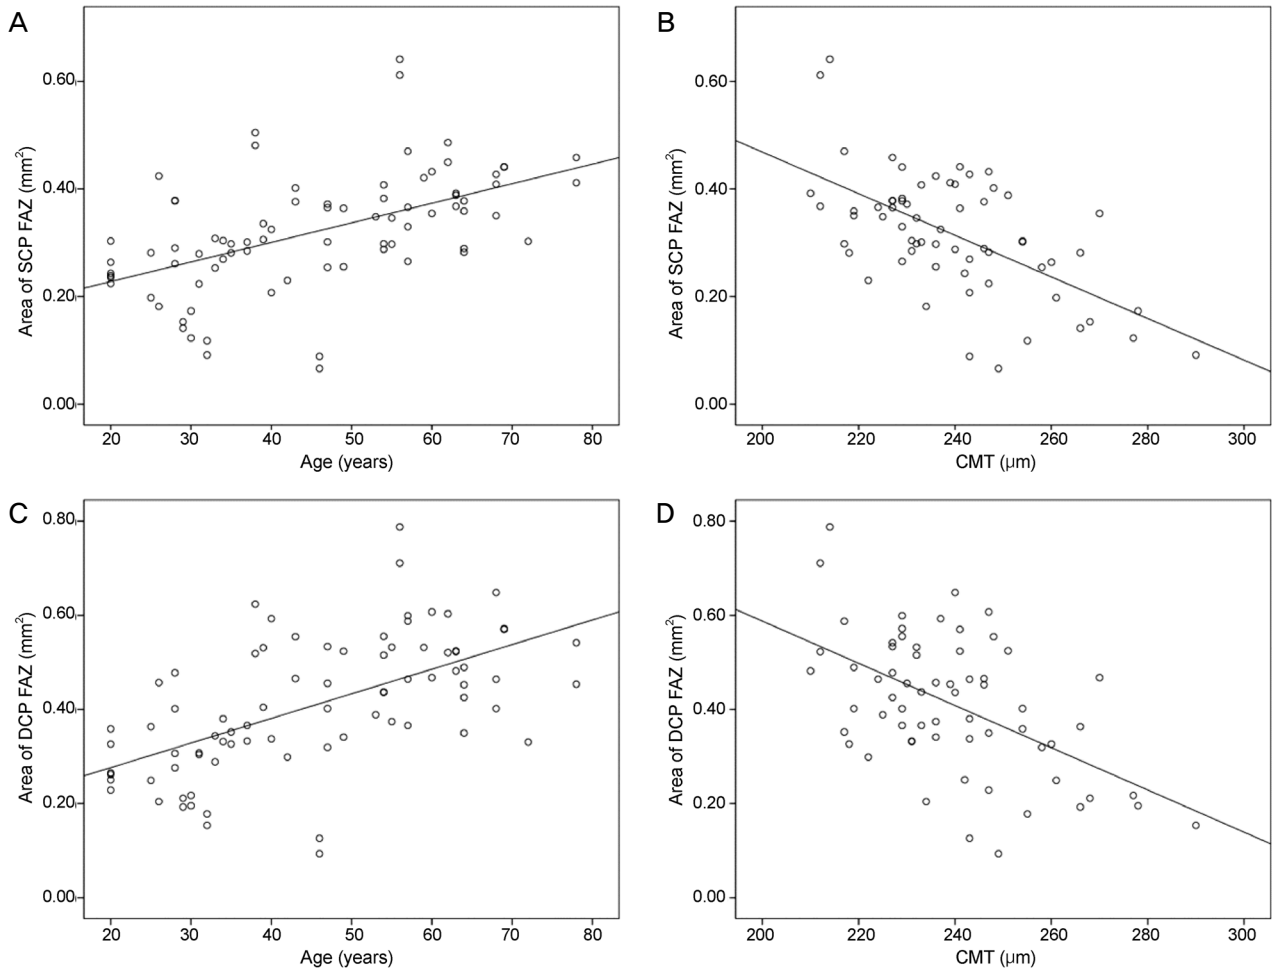 A
Area of SCP FAZ (mm²)
0.60
0.40
0.20
0.00
20 30 40 50 60 70 80
Age (years)
B
Area of SCP FAZ (mm²)
0.60
0.40
0.20
0.00
200 220 240 260 280 300
CMT (µm)
C
Area of DCP FAZ (mm²)
0.80
0.60
0.40
0.20
0.00
20 30 40 50 60 70 80
Age (years)
D
Area of DCP FAZ (mm²)
0.80
0.60
0.40
0.20
0.00
200 220 240 260 280 300
CMT (µm)